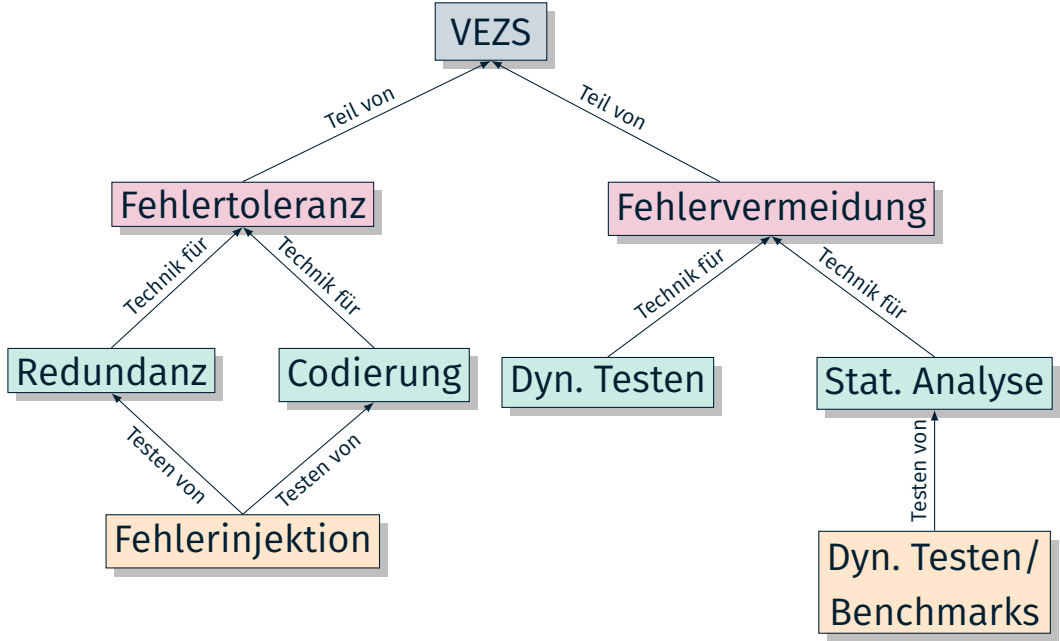 VEZS
Teil von
Teil von
Fehlertoleranz
Fehlervermeidung
Technik für
Technik für
Technik für
Technik für
Redundanz
Codierung
Dyn. Testen
Stat. Analyse
Testen von
Testen von
Testen von
Fehlerinjektion
Dyn. Testen/
Benchmarks